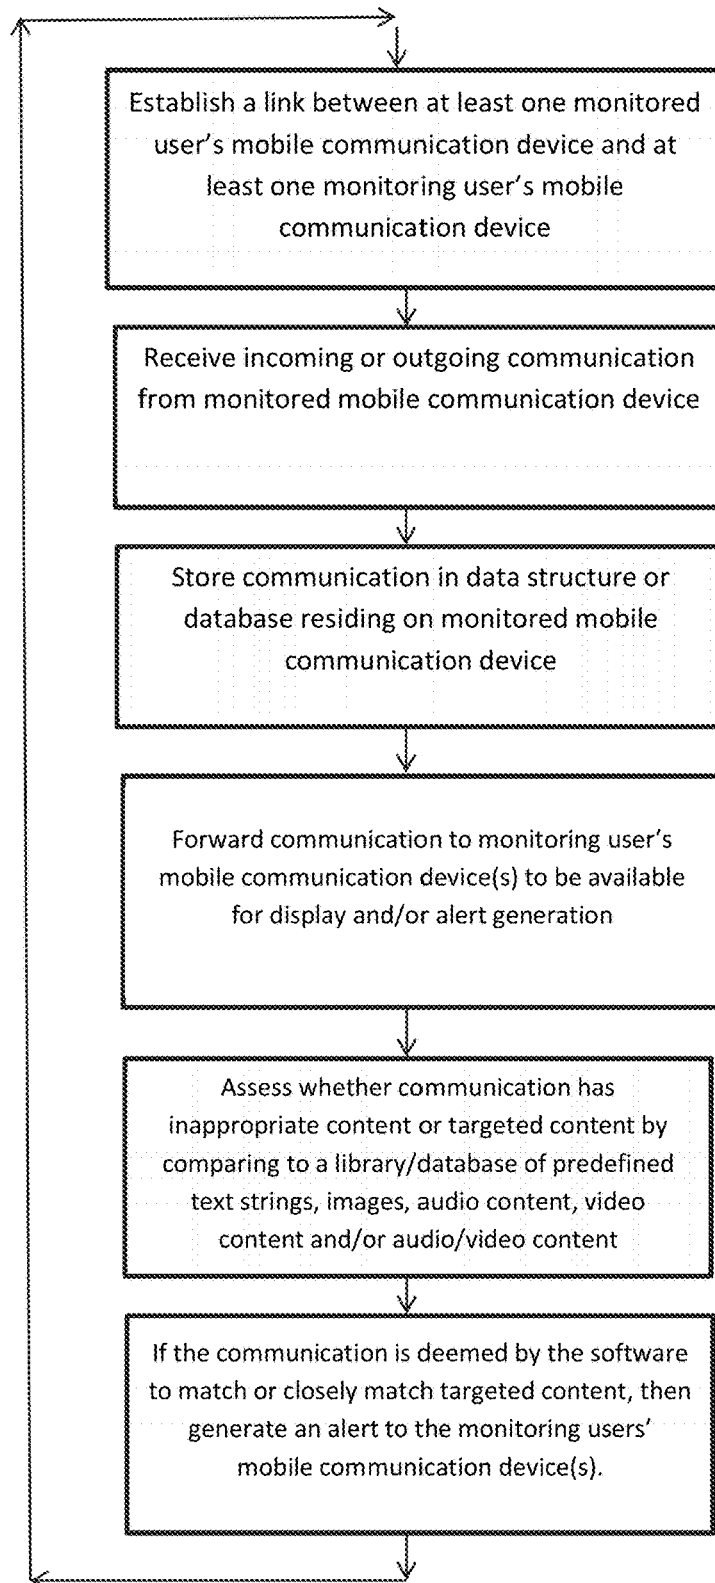 Establish a link between at least one monitored
user's mobile communication device and at
least one monitoring user's mobile
communication device
Receive incoming or outgoing communication
from monitored mobile communication device
Store communication in data structure or
database residing on monitored mobile
communication device
Forward communication to monitoring user's
mobile communication device(s) to be available
for display and/or alert generation
Assess whether communication has
inappropriate content or targeted content by
comparing to a library/database of predefined
text strings, images, audio content, video
content and/or audio/video content
If the communication is deemed by the software
to match or closely match targeted content, then
generate an alert to the monitoring users'
mobile communication device(s).